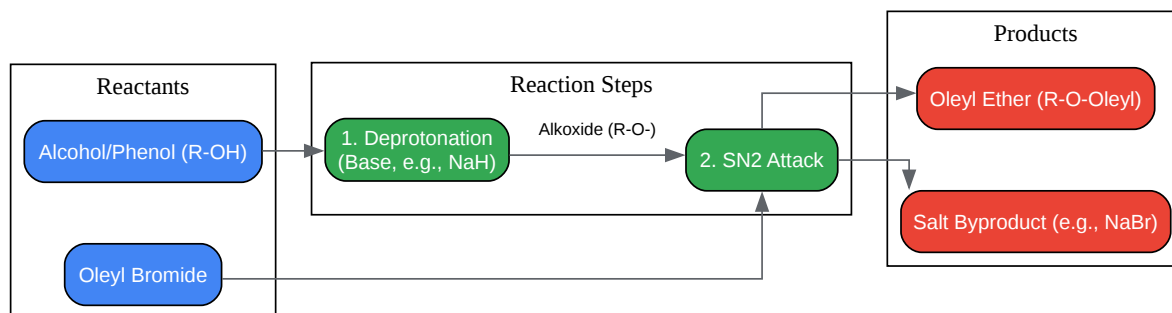 Reactants
Alcohol/Phenol (R-OH)
Oleyl Bromide
Reaction Steps
1. Deprotonation
(Base, e.g., NaH)
Alkoxide (R-O-)
2. SN2 Attack
Products
Oleyl Ether (R-O-Oleyl)
Salt Byproduct (e.g., NaBr)